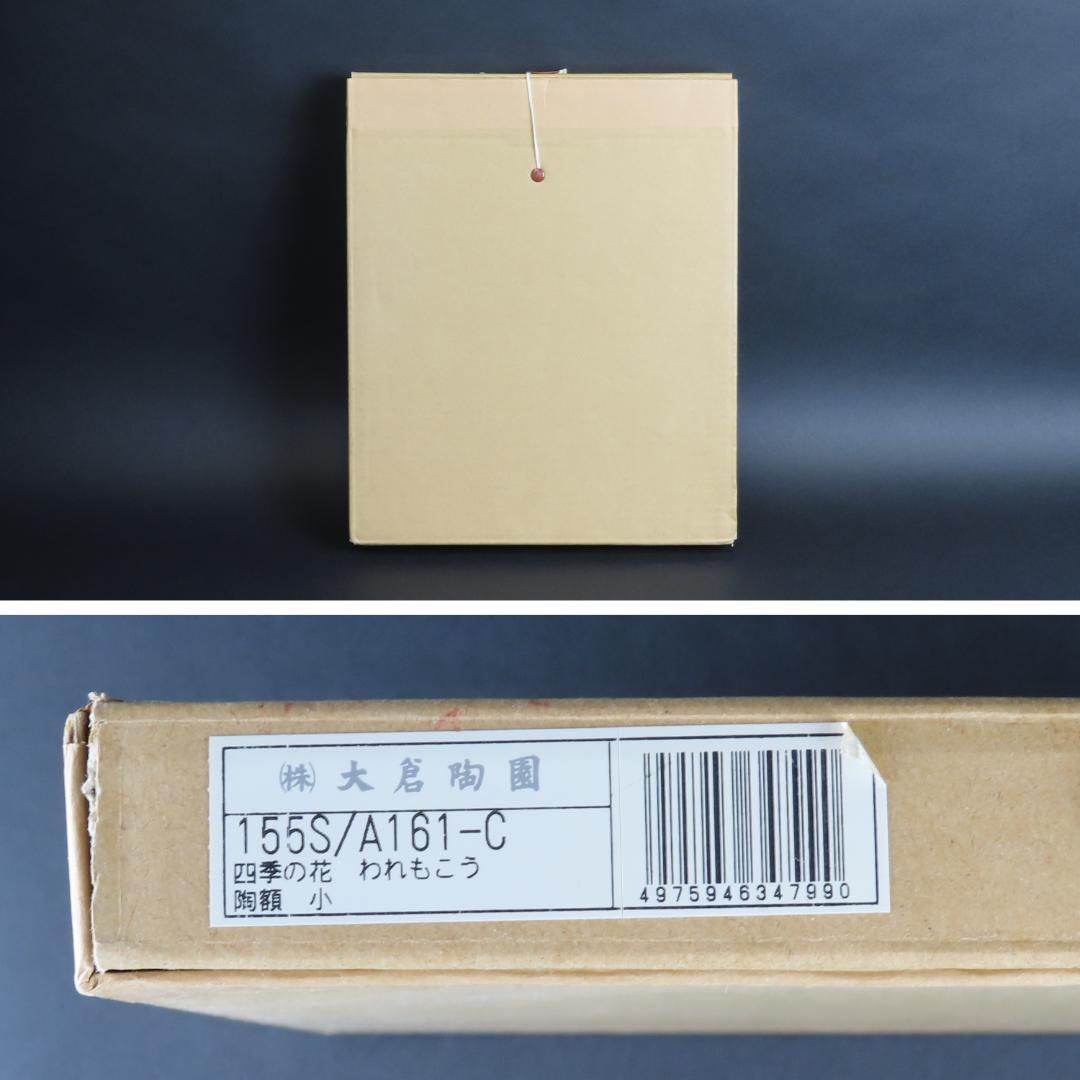 ㈱ 大倉陶園
155S/A161-C
四季の花　われもこう
陶額　小
4975946347990